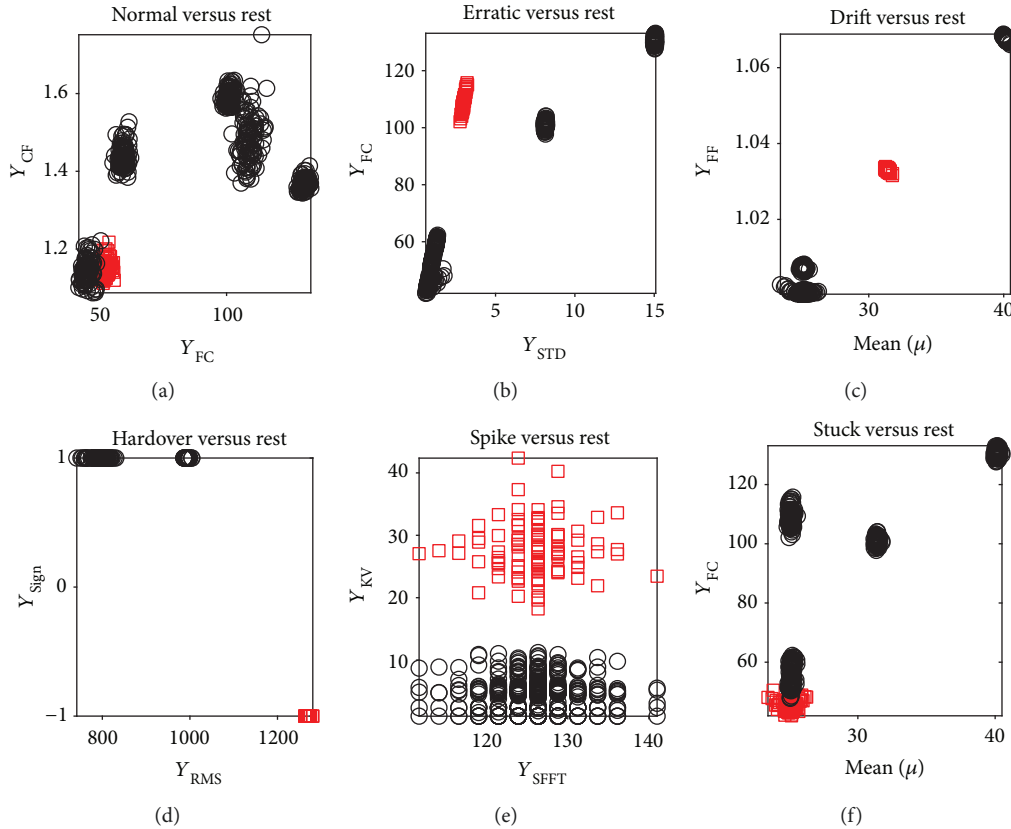 Normal versus rest
1.6
1.4
1.2
Y_CF
50
100
Y_FC
(a)
Erratic versus rest
120
100
80
60
Y_FC
5
10
15
Y_STD
(b)
Drift versus rest
1.06
1.04
1.02
Y_FF
30
40
Mean (μ)
(c)
Hardover versus rest
1
0
−1
Y_Sign
800
1000
1200
Y_RMS
(d)
Spike versus rest
40
30
20
10
Y_KV
120
130
140
Y_SFFT
(e)
Stuck versus rest
120
100
80
60
Y_FC
30
40
Mean (μ)
(f)